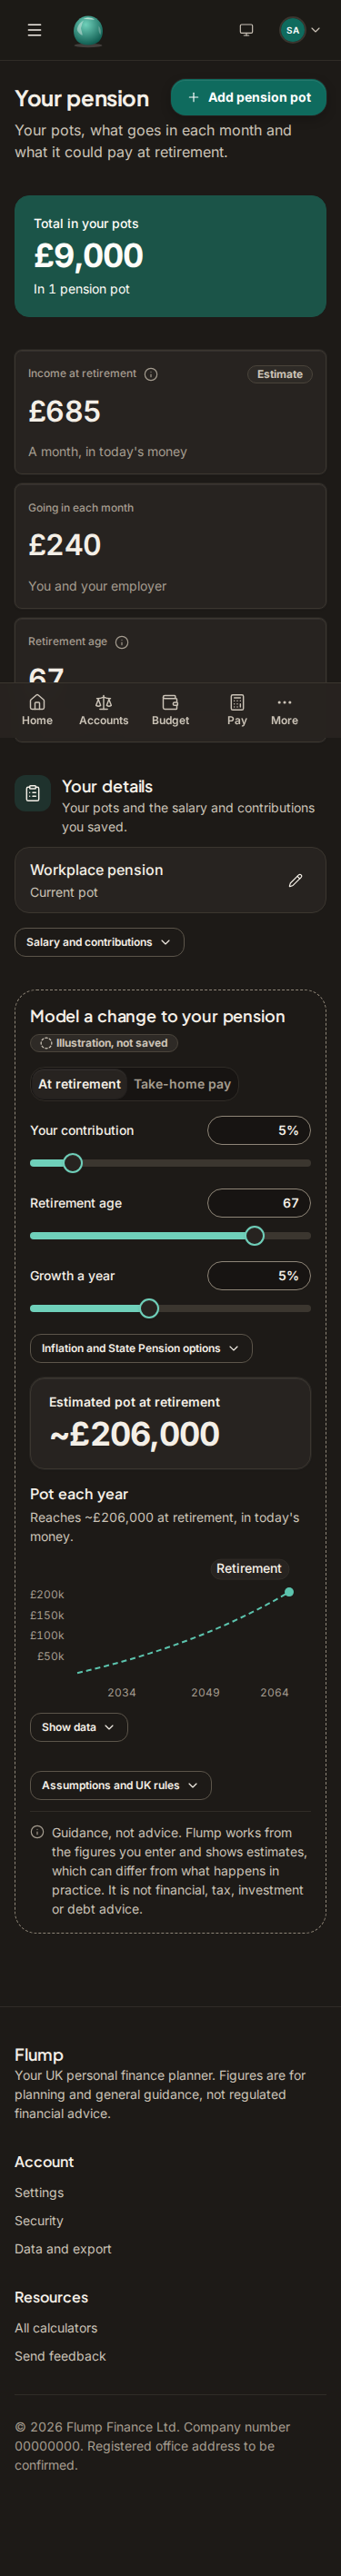 SA
Your pension
Add pension pot
Your pots, what goes in each month and
what it could pay at retirement.
Total in your pots
£9,000
In 1 pension pot
Income at retirement
Estimate
£685
A month, in today's money
Going in each month
£240
You and your employer
Retirement age
67
Home
Accounts
Budget
Pay
More
Your details
Your pots and the salary and contributions
you saved.
Workplace pension
Current pot
Salary and contributions
Model a change to your pension
Illustration, not saved
At retirement
Take-home pay
Your contribution
5%
Retirement age
67
Growth a year
5%
Inflation and State Pension options
Estimated pot at retirement
~£206,000
Pot each year
Reaches ~£206,000 at retirement, in today's
money.
Retirement
£200k
£150k
£100k
£50k
2034
2049
2064
Show data
Assumptions and UK rules
Guidance, not advice. Flump works from
the figures you enter and shows estimates,
which can differ from what happens in
practice. It is not financial, tax, investment
or debt advice.
Flump
Your UK personal finance planner. Figures are for
planning and general guidance, not regulated
financial advice.
Account
Settings
Security
Data and export
Resources
All calculators
Send feedback
© 2026 Flump Finance Ltd. Company number
00000000. Registered office address to be
confirmed.